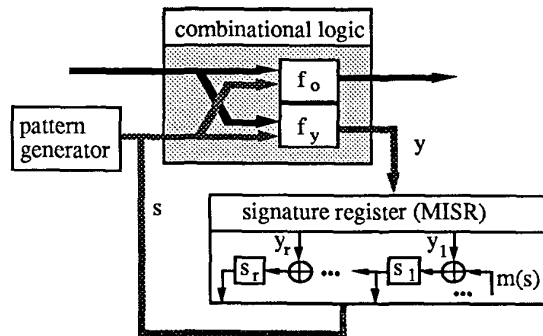 combinational logic
f o
f y
pattern
generator
y
s
signature register (MISR)
y r
y 1
s r
...
s 1
m(s)
...